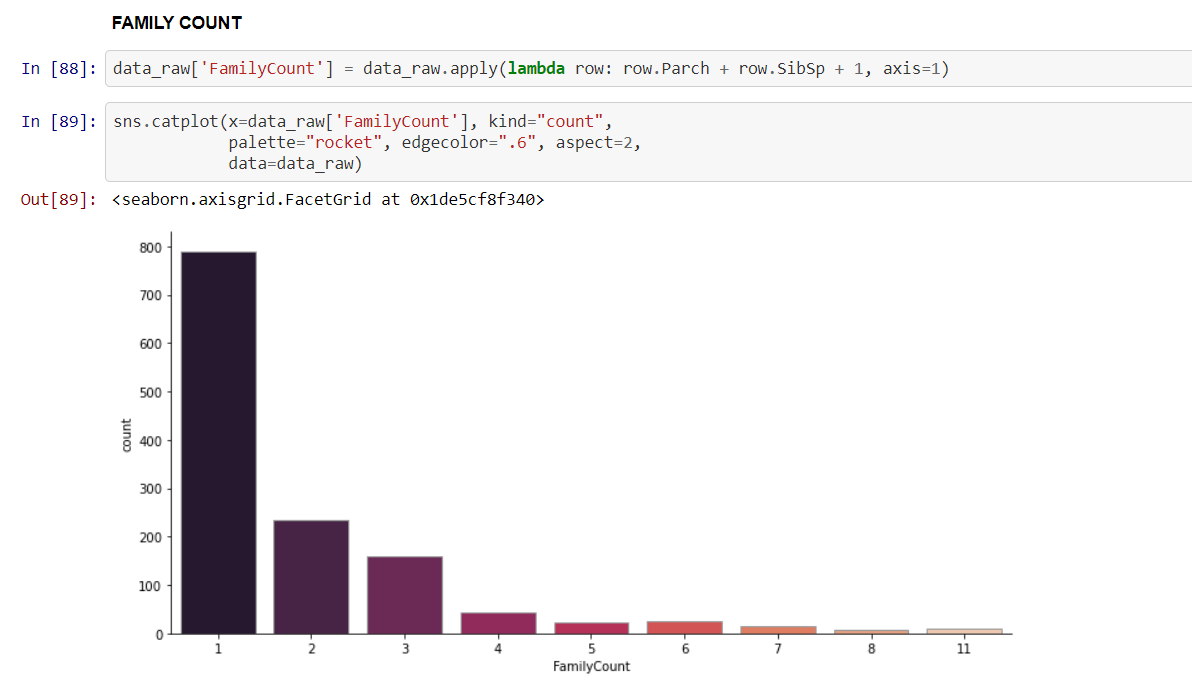 FAMILY COUNT
In [88]: data_raw['FamilyCount'] = data_raw.apply(lambda row: row.Parch + row.SibSp + 1, axis=1)
In [89]: sns.catplot(x=data_raw['FamilyCount'], kind="count",
palette="rocket", edgecolor=".6", aspect=2,
data=data_raw)
Out[89]: <seaborn.axisgrid.FacetGrid at 0x1de5cf8f340>
800
700
600
500
400
300
200
100
0
count
1 2 3 4 5 6 7 8 11
FamilyCount